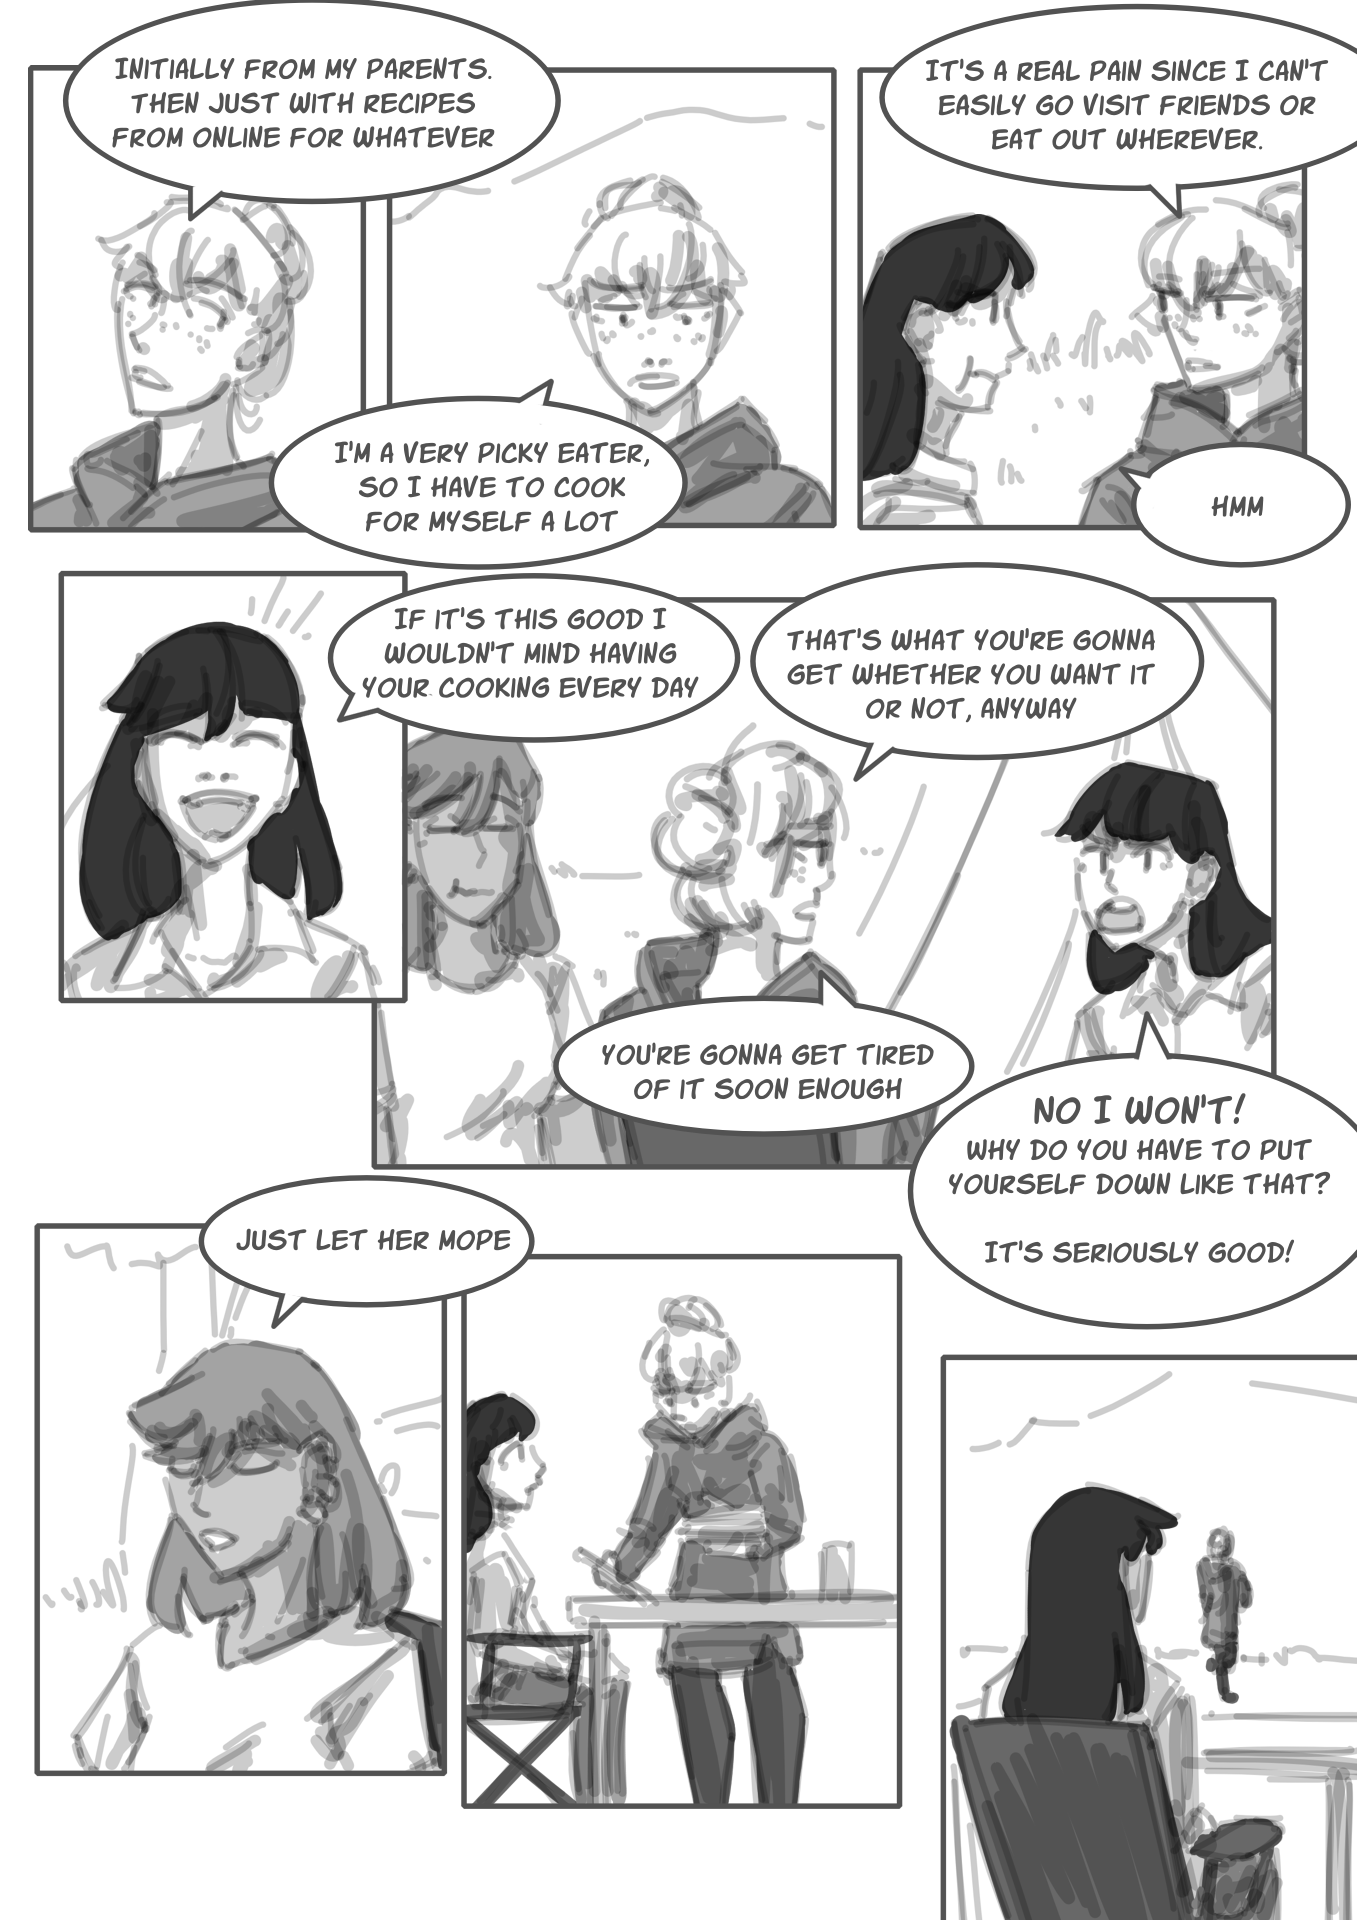 INITIALLY FROM MY PARENTS.
THEN JUST WITH RECIPES
FROM ONLINE FOR WHATEVER
I'M A VERY PICKY EATER,
SO I HAVE TO COOK
FOR MYSELF A LOT
IT'S A REAL PAIN SINCE I CAN'T
EASILY GO VISIT FRIENDS OR
EAT OUT WHEREVER.
HMM
IF IT'S THIS GOOD I
WOULDN'T MIND HAVING
YOUR COOKING EVERY DAY
THAT'S WHAT YOU'RE GONNA
GET WHETHER YOU WANT IT
OR NOT, ANYWAY
YOU'RE GONNA GET TIRED
OF IT SOON ENOUGH
NO I WON'T!
WHY DO YOU HAVE TO PUT
YOURSELF DOWN LIKE THAT?
IT'S SERIOUSLY GOOD!
JUST LET HER MOPE